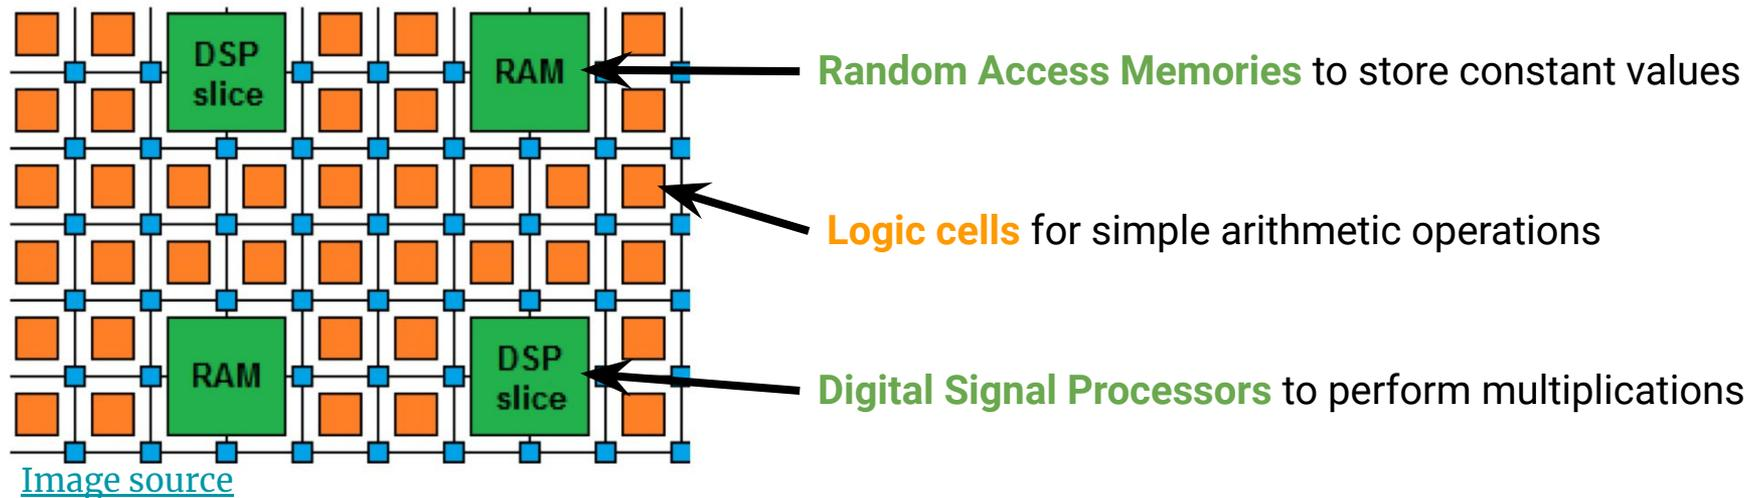 DSP
slice
RAM
Random Access Memories to store constant values
Logic cells for simple arithmetic operations
RAM
DSP
slice
Digital Signal Processors to perform multiplications
Image source